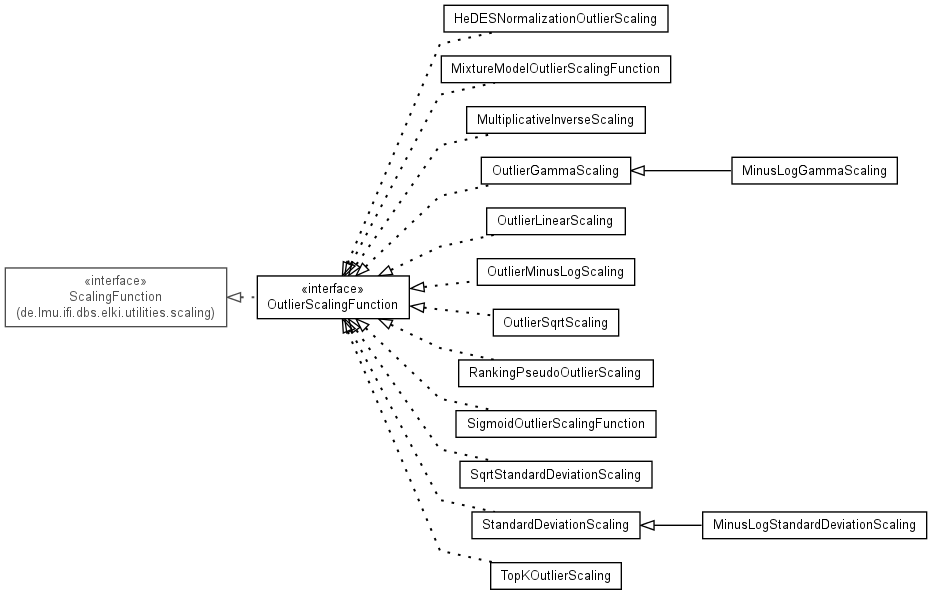 HeDESNormalizationOutlierScaling
MixtureModelOutlierScalingFunction
MultiplicativeInverseScaling
OutlierGammaScaling
MinusLogGammaScaling
OutlierLinearScaling
«interface»
ScalingFunction
(de.lmu.ifi.dbs.elki.utilities.scaling)
«interface»
OutlierScalingFunction
OutlierMinusLogScaling
OutlierSqrtScaling
RankingPseudoOutlierScaling
SigmoidOutlierScalingFunction
SqrtStandardDeviationScaling
StandardDeviationScaling
MinusLogStandardDeviationScaling
TopKOutlierScaling